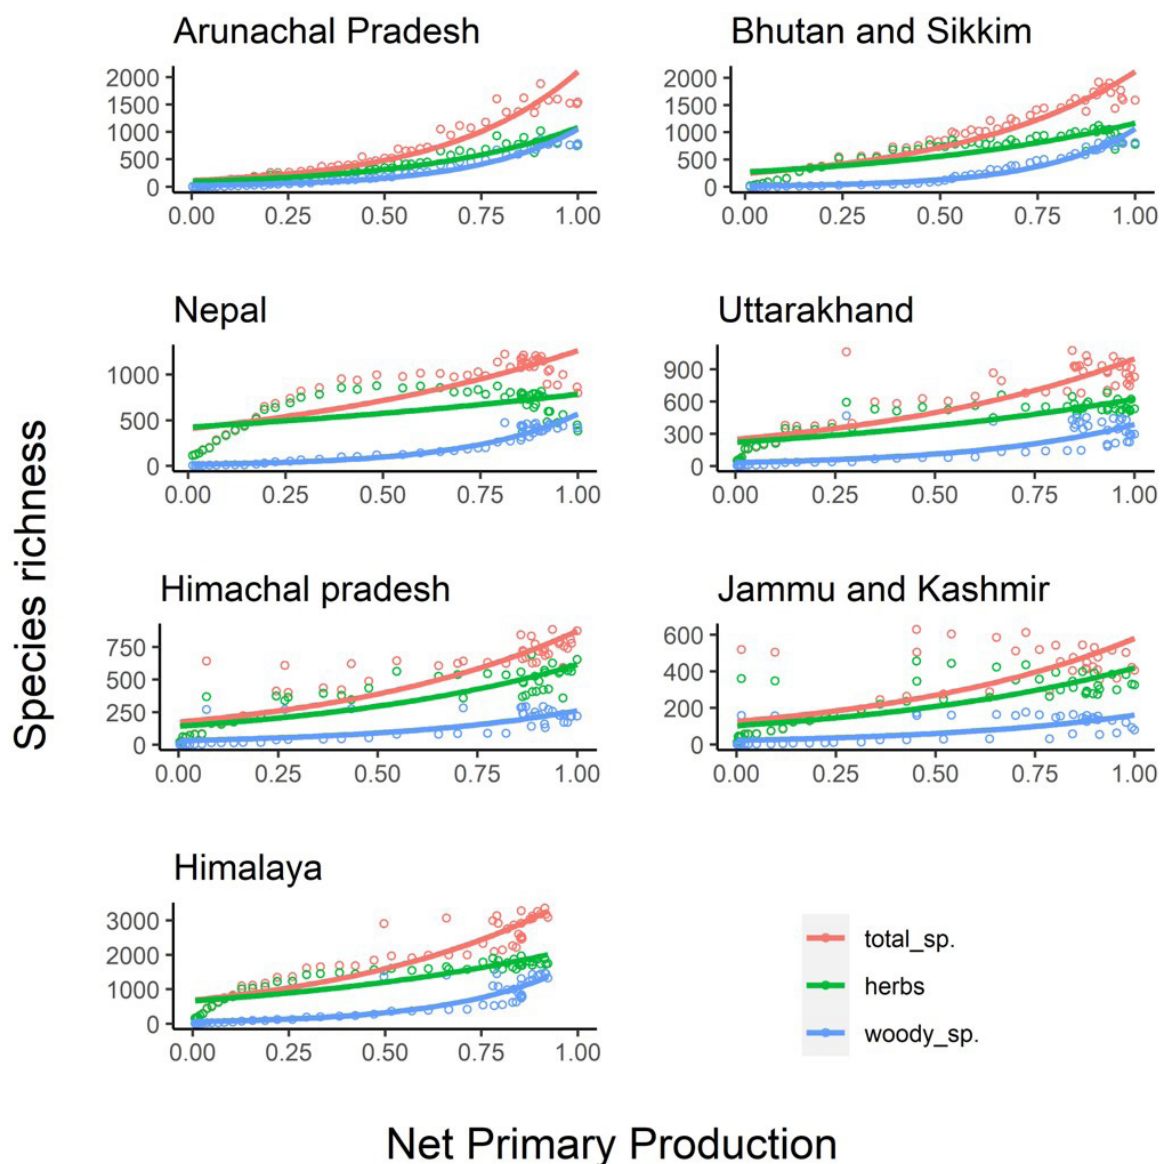 Arunachal Pradesh
2000
1500
1000
500
0
0.00 0.25 0.50 0.75 1.00
Bhutan and Sikkim
2000
1500
1000
500
0
0.00 0.25 0.50 0.75 1.00
Nepal
1000
500
0
0.00 0.25 0.50 0.75 1.00
Uttarakhand
900
600
300
0
0.00 0.25 0.50 0.75 1.00
Himachal pradesh
750
500
250
0
0.00 0.25 0.50 0.75 1.00
Jammu and Kashmir
600
400
200
0
0.00 0.25 0.50 0.75 1.00
Himalaya
3000
2000
1000
0
0.00 0.25 0.50 0.75 1.00
total_sp.
herbs
woody_sp.
Species richness
Net Primary Production